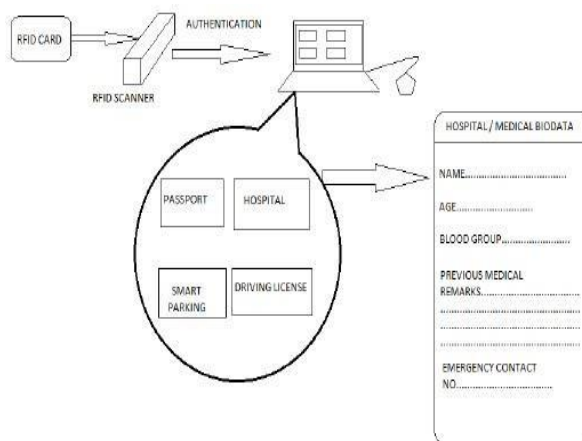 AUTHENTICATION
RFID CARD
RFID SCANNER
PASSPORT
HOSPITAL
SMART
PARKING
DRIVING LICENSE
HOSPITAL / MEDICAL BIODATA
NAME....................................
AGE...........................
BLOOD GROUP........................
PREVIOUS MEDICAL
REMARKS...................................
.................................................
.................................................
.................................................
EMERGENCY CONTACT
NO..................................